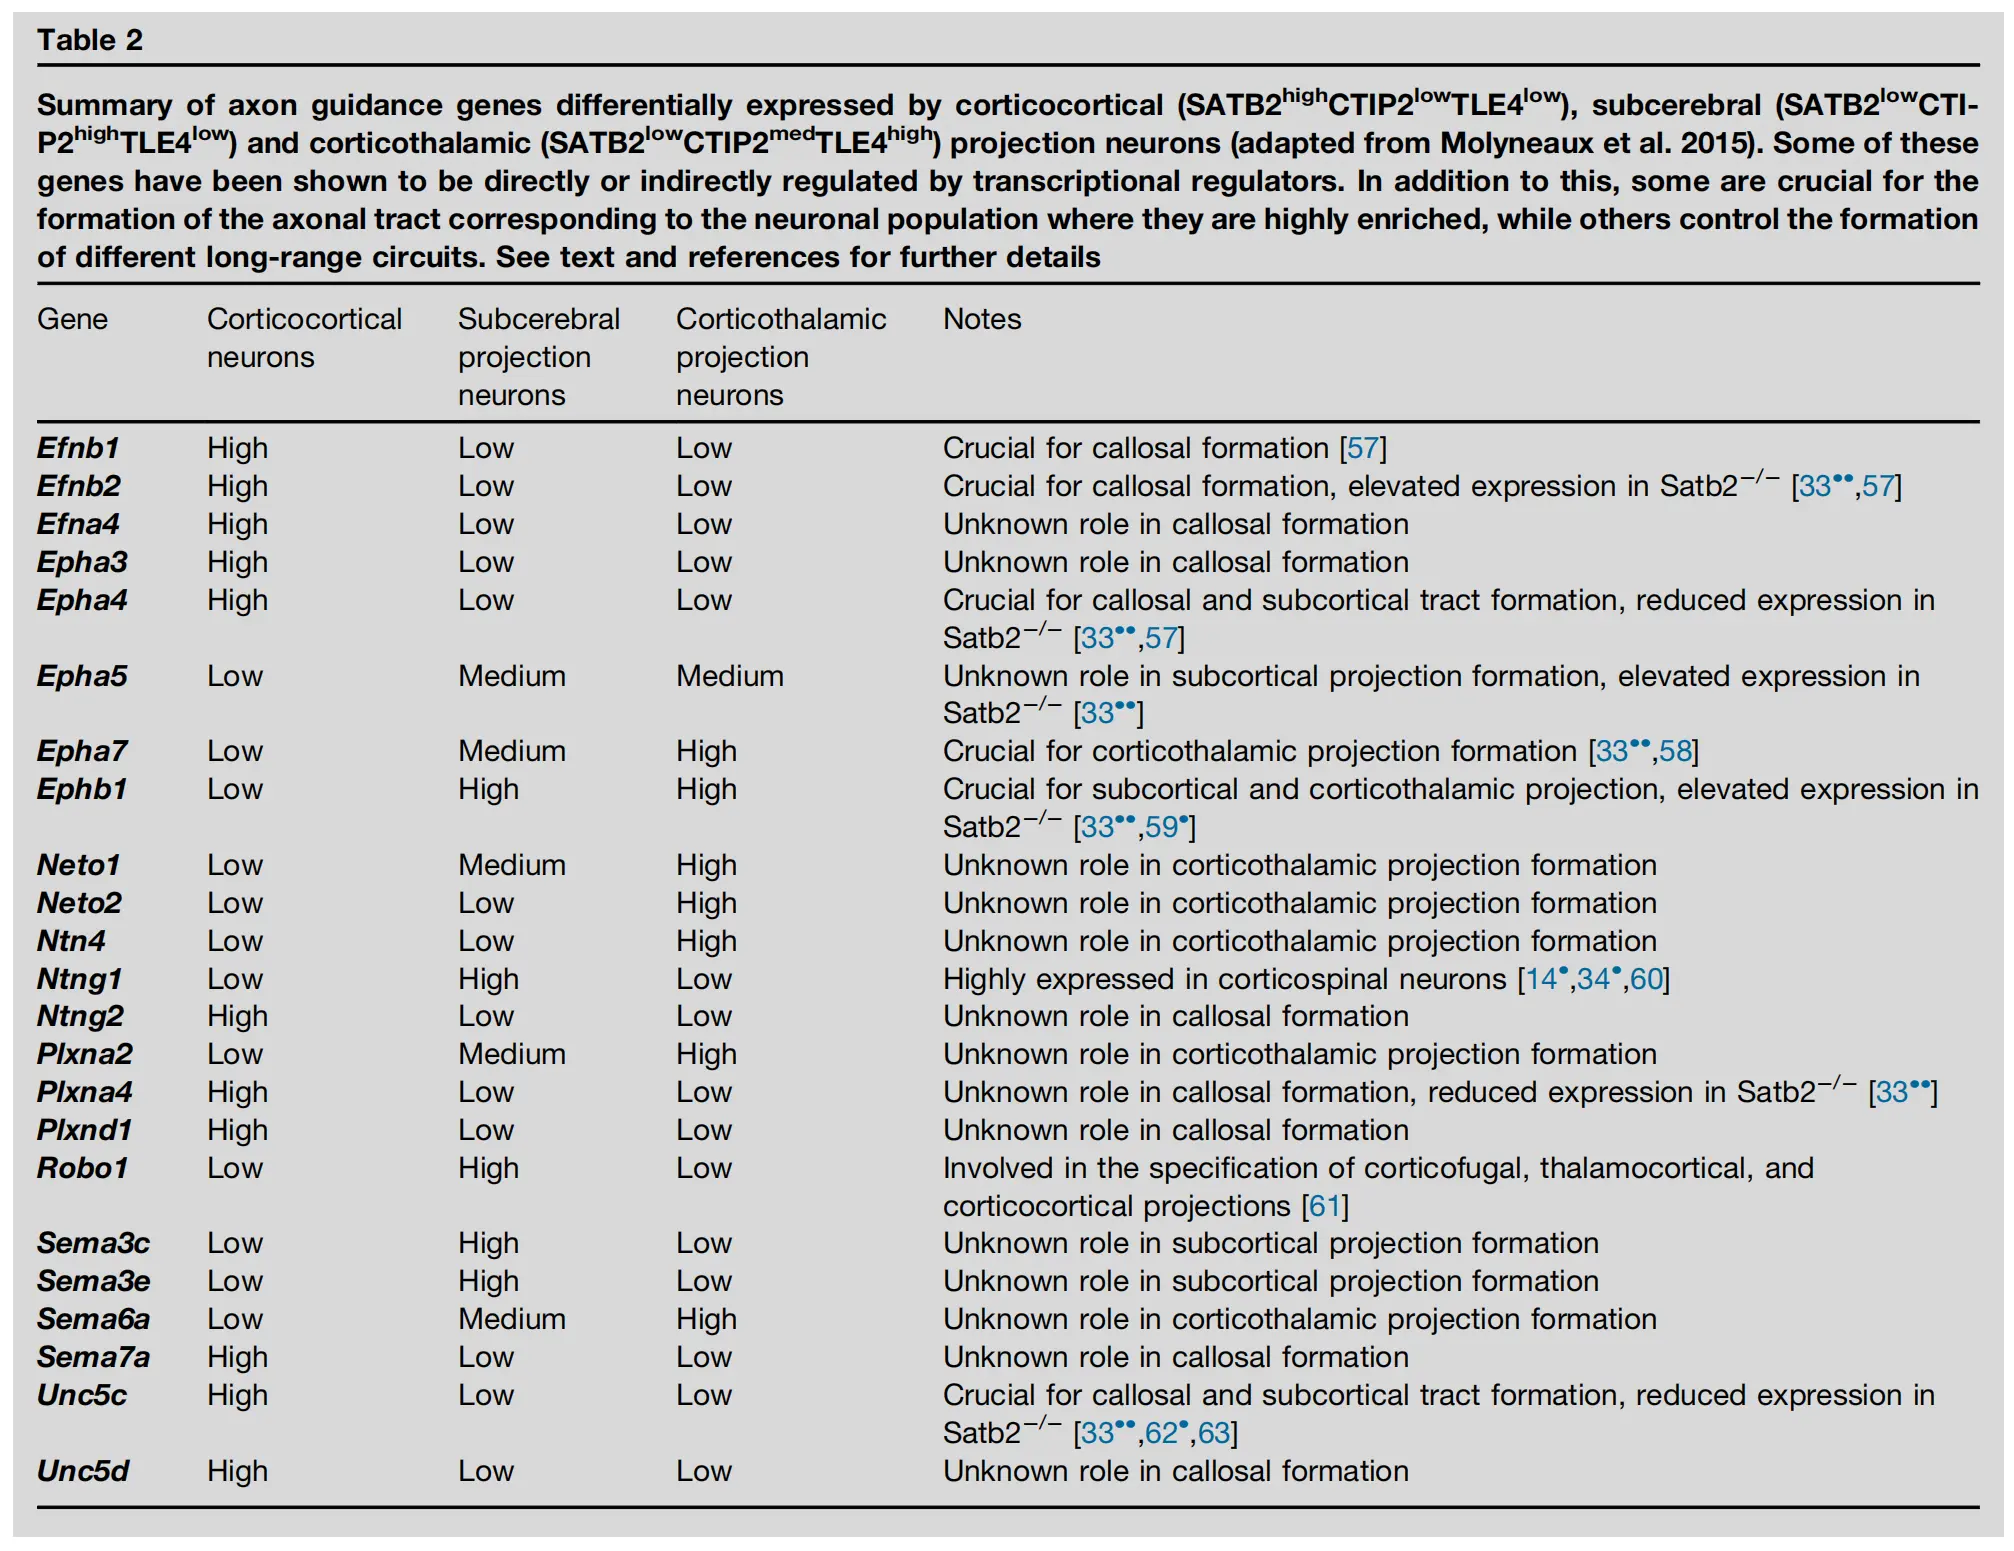 Table 2
Summary of axon guidance genes differentially expressed by corticocortical (SATB2highCTIP2lowTLE4low), subcerebral (SATB2lowCTI-
P2highTLE4low) and corticothalamic (SATB2lowCTIP2medTLE4high) projection neurons (adapted from Molyneaux et al. 2015). Some of these
genes have been shown to be directly or indirectly regulated by transcriptional regulators. In addition to this, some are crucial for the
formation of the axonal tract corresponding to the neuronal population where they are highly enriched, while others control the formation
of different long-range circuits. See text and references for further details
Gene Corticocortical Subcerebral Corticothalamic Notes
neurons projection projection
neurons neurons
Efnb1 High Low Low Crucial for callosal formation [57]
Efnb2 High Low Low Crucial for callosal formation, elevated expression in Satb2−/− [33••,57]
Efna4 High Low Low Unknown role in callosal formation
Epha3 High Low Low Unknown role in callosal formation
Epha4 High Low Low Crucial for callosal and subcortical tract formation, reduced expression in
Satb2−/− [33••,57]
Epha5 Low Medium Medium Unknown role in subcortical projection formation, elevated expression in
Satb2−/− [33••]
Epha7 Low Medium High Crucial for corticothalamic projection formation [33••,58]
Ephb1 Low High High Crucial for subcortical and corticothalamic projection, elevated expression in
Satb2−/− [33••,59•]
Neto1 Low Medium High Unknown role in corticothalamic projection formation
Neto2 Low Low High Unknown role in corticothalamic projection formation
Ntn4 Low Low High Unknown role in corticothalamic projection formation
Ntng1 Low High Low Highly expressed in corticospinal neurons [14•,34•,60]
Ntng2 High Low Low Unknown role in callosal formation
Plxna2 Low Medium High Unknown role in corticothalamic projection formation
Plxna4 High Low Low Unknown role in callosal formation, reduced expression in Satb2−/− [33••]
Plxnd1 High Low Low Unknown role in callosal formation
Robo1 Low High Low Involved in the specification of corticofugal, thalamocortical, and
corticocortical projections [61]
Sema3c Low High Low Unknown role in subcortical projection formation
Sema3e Low High Low Unknown role in subcortical projection formation
Sema6a Low Medium High Unknown role in corticothalamic projection formation
Sema7a High Low Low Unknown role in callosal formation
Unc5c High Low Low Crucial for callosal and subcortical tract formation, reduced expression in
Satb2−/− [33••,62•,63]
Unc5d High Low Low Unknown role in callosal formation